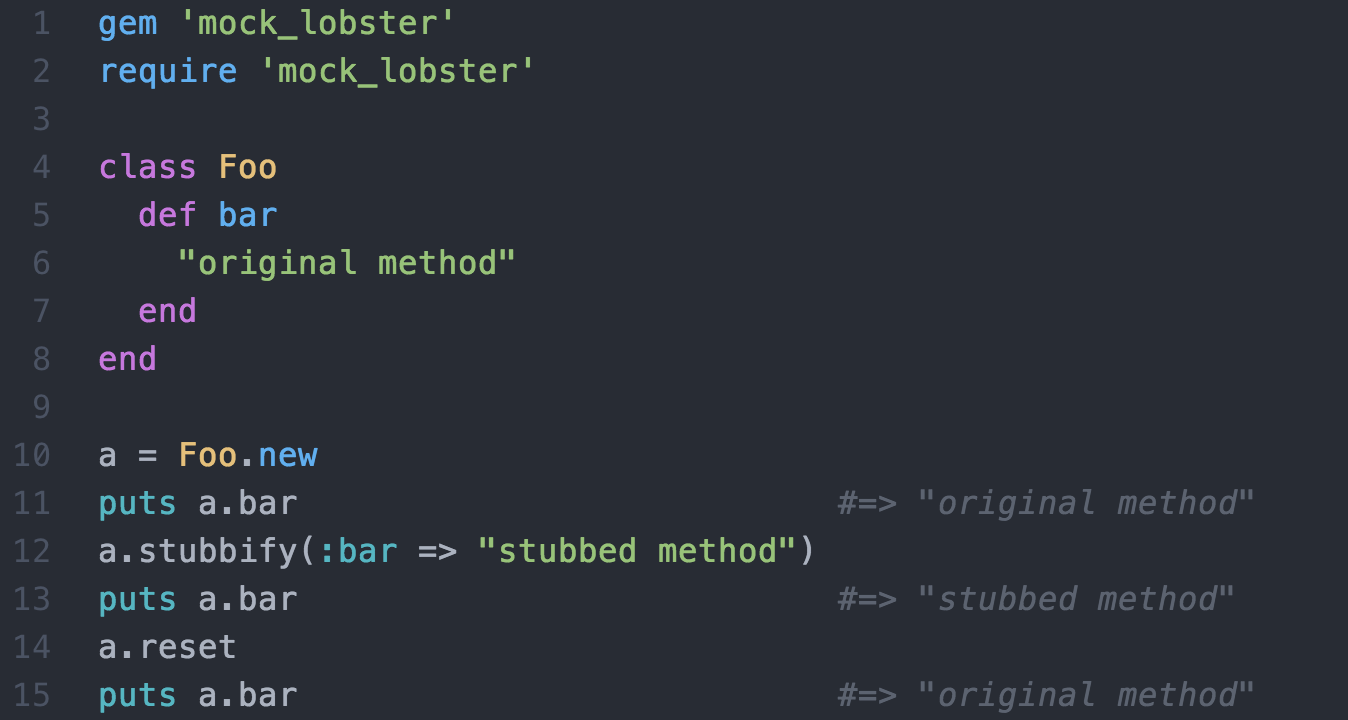 1 gem 'mock_lobster'
2 require 'mock_lobster'
3
4 class Foo
5   def bar
6     "original method"
7   end
8 end
9
10 a = Foo.new
11 puts a.bar                           #=> "original method"
12 a.stubbify(:bar => "stubbed method")
13 puts a.bar                           #=> "stubbed method"
14 a.reset
15 puts a.bar                           #=> "original method"